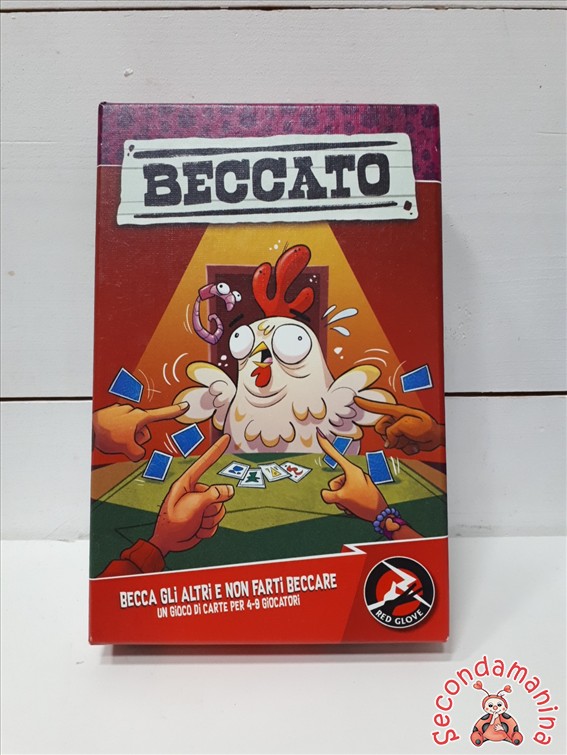 BECCATO
BECCA GLI ALTRI E NON FARTI BECCARE
UN GIOCO DI CARTE PER 4-8 GIOCATORI
RED GLOVE
Secondamanina